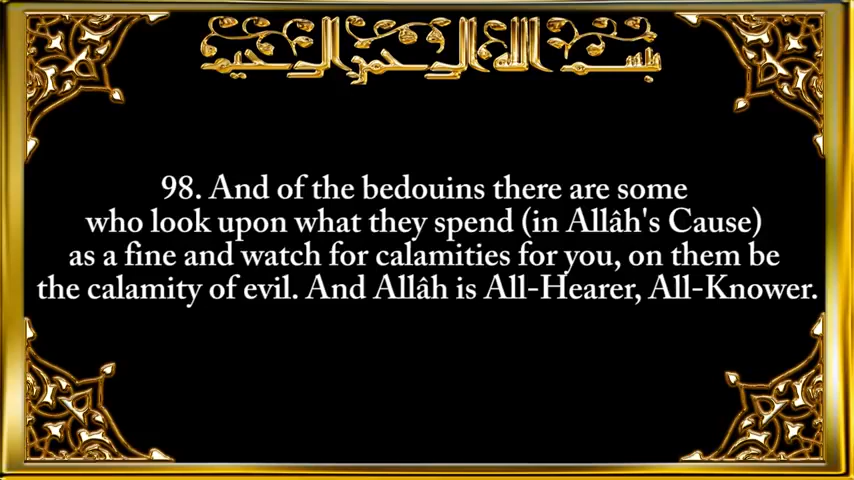 بسم الله الرحمن الرحيم
98. And of the bedouins there are some
who look upon what they spend (in Allâh's Cause)
as a fine and watch for calamities for you, on them be
the calamity of evil. And Allâh is All-Hearer, All-Knower.